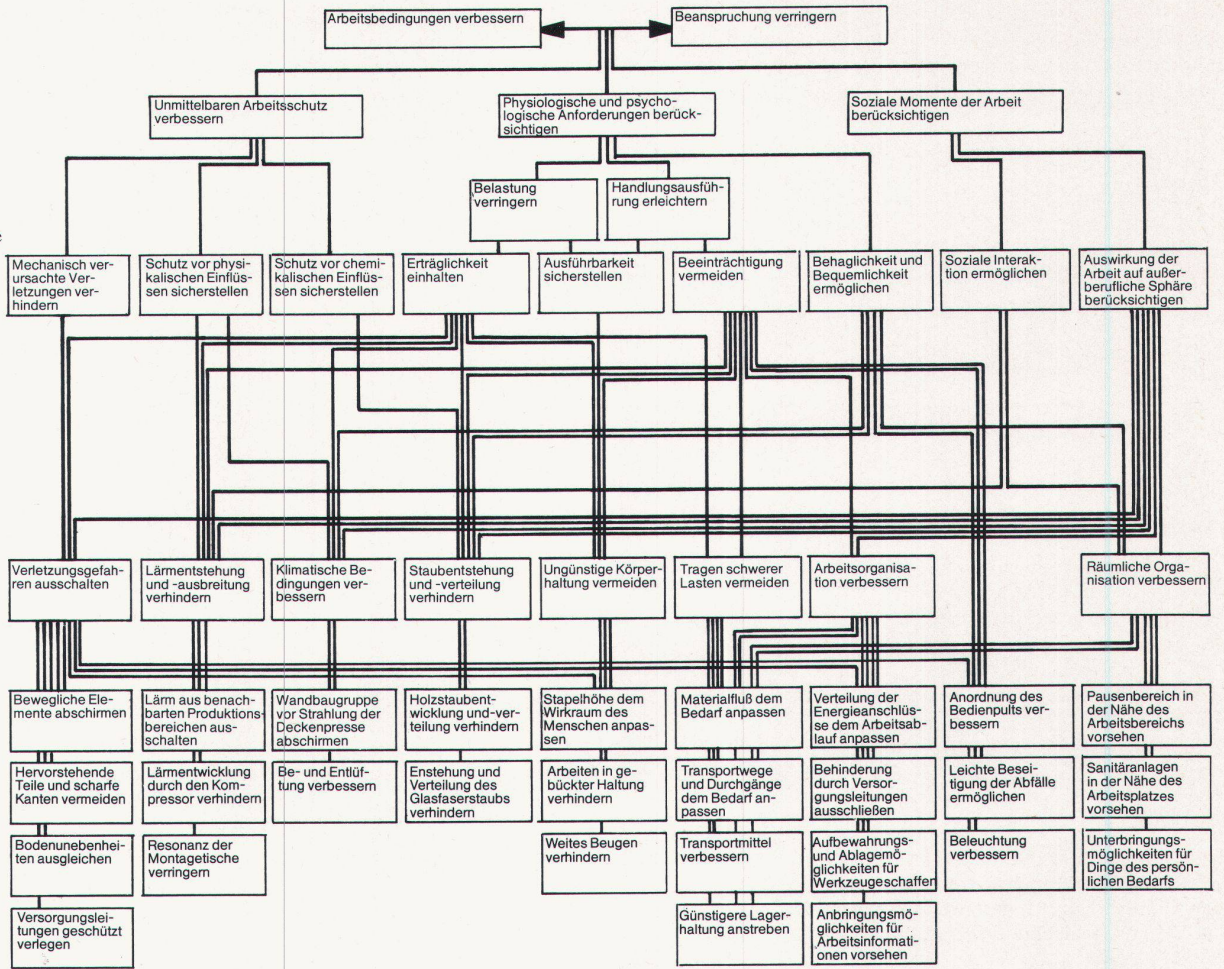 Arbeitsbedingungen verbessern
Beanspruchung verringern
Unmittelbaren Arbeitsschutz
verbessern
Physiologische und psycho-
logische Anforderungen berück-
sichtigen
Soziale Momente der Arbeit
berücksichtigen
Belastung
verringern
Handlungsausfüh-
rung erleichtern
Mechanisch ver-
ursachte Ver-
letzungen ver-
hindern
Schutz vor physi-
kalischen Einflüs-
sen sicherstellen
Schutz vor chemi-
kalischen Einflüs-
sen sicherstellen
Erträglichkeit
einhalten
Ausführbarkeit
sicherstellen
Beeinträchtigung
vermeiden
Behaglichkeit und
Bequemlichkeit
ermöglichen
Soziale Interak-
tion ermöglichen
Auswirkung der
Arbeit auf außer-
berufliche Sphäre
berücksichtigen
Verletzungsgefah-
ren ausschalten
Lärmentstehung
und -ausbreitung
verhindern
Klimatische Be-
dingungen ver-
bessern
Staubentstehung
und -verteilung
verhindern
Ungünstige Körper-
haltung vermeiden
Tragen schwerer
Lasten vermeiden
Arbeitsorganisa-
tion verbessern
Räumliche Orga-
nisation verbessern
Bewegliche Ele-
mente abschirmen
Lärm aus benach-
barten Produktions-
bereichen aus-
schalten
Wandbaugruppe
vor Strahlung der
Deckenpresse
abschirmen
Holzstaubent-
wicklung und-ver-
teilung verhindern
Stapelhöhe dem
Wirkraum des
Menschen anpas-
sen
Materialfluß dem
Bedarf anpassen
Verteilung der
Energieanschlüs-
se dem Arbeitsab-
lauf anpassen
Anordnung des
Bedienpults ver-
bessern
Pausenbereich in
der Nähe des
Arbeitsbereichs
vorsehen
Hervorstehende
Teile und scharfe
Kanten vermeiden
Lärmentwicklung
durch den Kom-
pressor verhindern
Be- und Entlüf-
tung verbessern
Enstehung und
Verteilung des
Glasfaserstaubs
verhindern
Arbeiten in ge-
bückter Haltung
verhindern
Transportwege
und Durchgänge
dem Bedarf an-
passen
Behinderung
durch Versor-
gungsleitungen
ausschließen
Leichte Besei-
tigung der Abfälle
ermöglichen
Sanitäranlagen
in der Nähe des
Arbeitsplatzes
vorsehen
Bodenunebenhei-
ten ausgleichen
Resonanz der
Montagetische
verringern
Weites Beugen
verhindern
Transportmittel
verbessern
Aufbewahrungs-
und Ablagemö-
glichkeiten für
Werkzeuge schaffen
Beleuchtung
verbessern
Unterbringungs-
möglichkeiten für
Dinge des persön-
lichen Bedarfs
Versorgungslei-
tungen geschützt
verlegen
Günstigere Lager-
haltung anstreben
Anbringungsmö-
glichkeiten für
Arbeitsinformati-
onen vorsehen